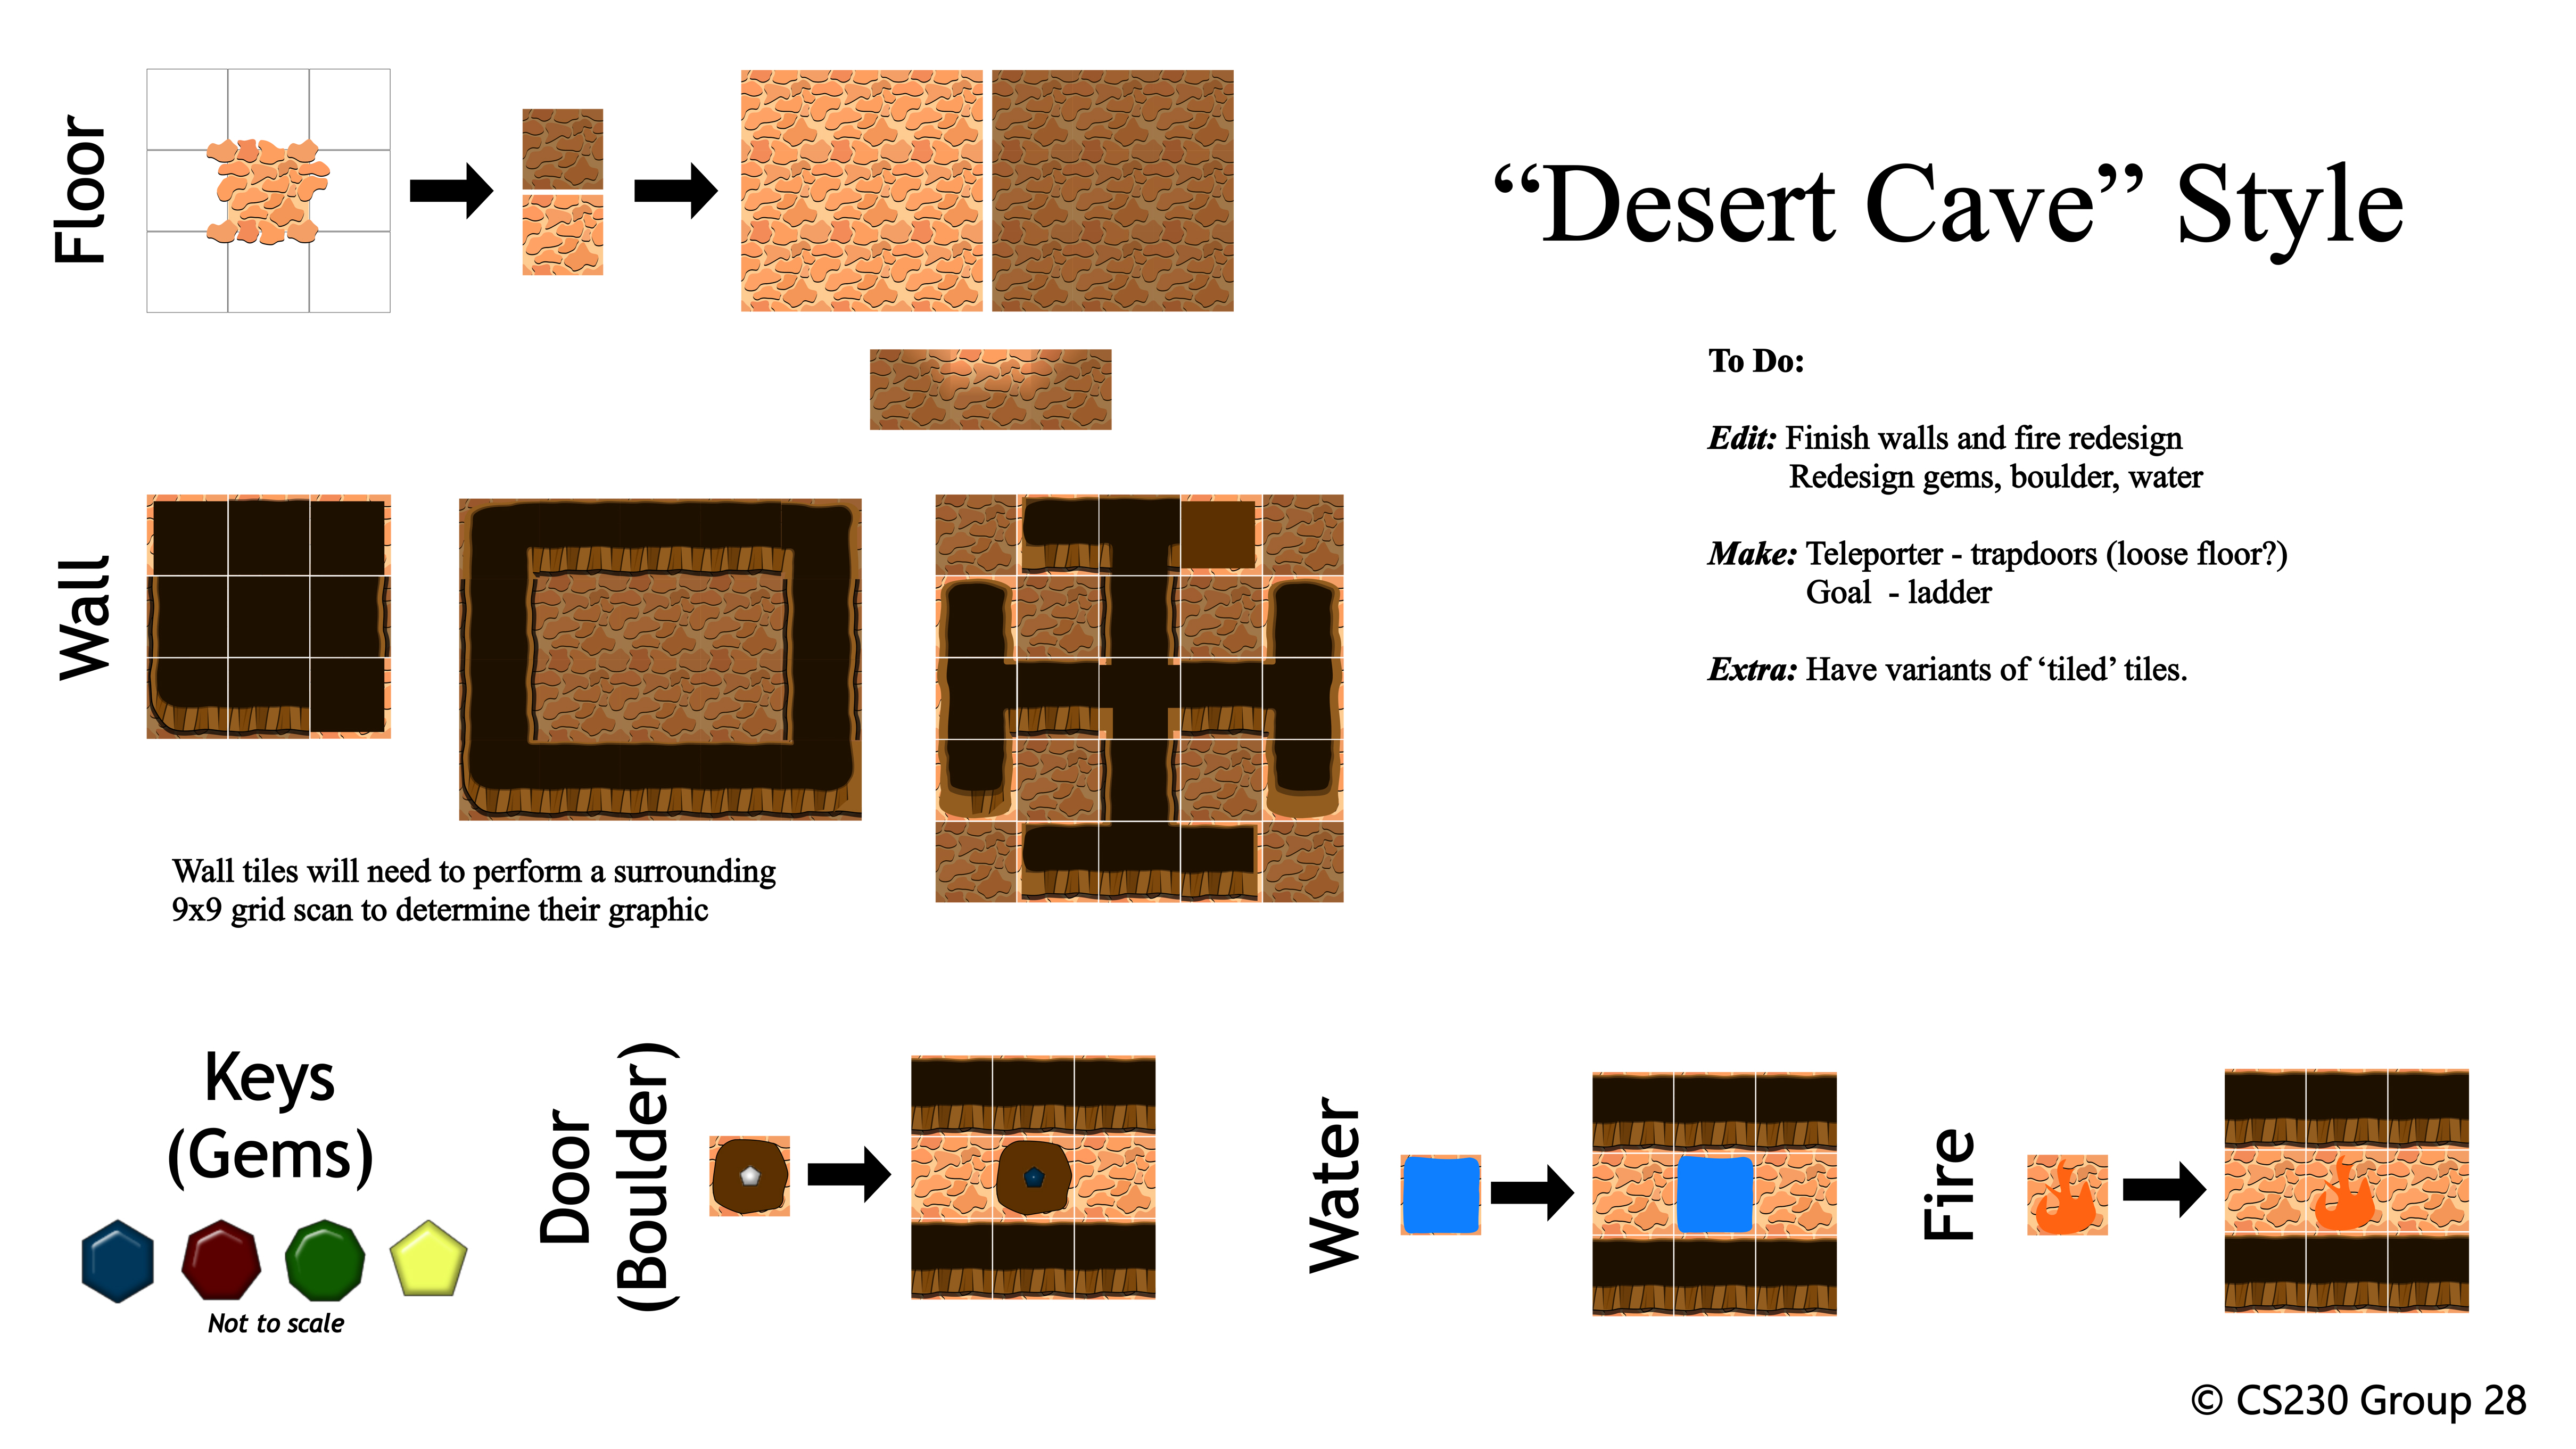 Floor
“Desert Cave” Style
To Do:
Edit: Finish walls and fire redesign
Redesign gems, boulder, water
Make: Teleporter - trapdoors (loose floor?)
Goal - ladder
Extra: Have variants of ‘tiled’ tiles.
Wall
Wall tiles will need to perform a surrounding
9x9 grid scan to determine their graphic
Keys
(Gems)
Not to scale
Door
(Boulder)
Water
Fire
© CS230 Group 28